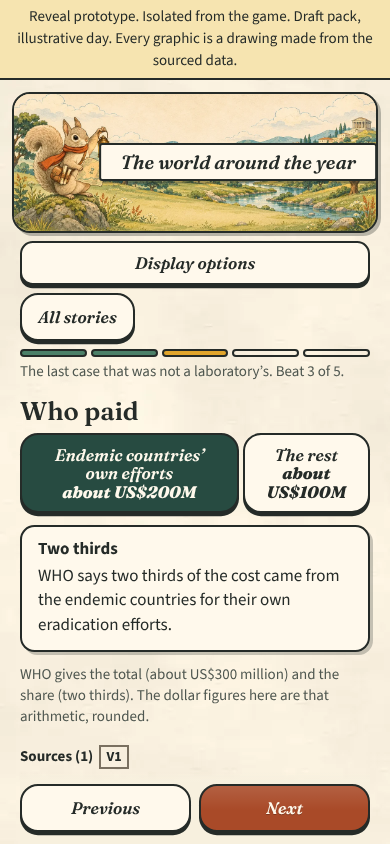 Reveal prototype. Isolated from the game. Draft pack,
illustrative day. Every graphic is a drawing made from the
sourced data.
The world around the year
Display options
All stories
The last case that was not a laboratory’s. Beat 3 of 5.
Who paid
Endemic countries’
own efforts
about US$200M
The rest
about
US$100M
Two thirds
WHO says two thirds of the cost came from
the endemic countries for their own
eradication efforts.
WHO gives the total (about US$300 million) and the
share (two thirds). The dollar figures here are that
arithmetic, rounded.
Sources (1) V1
Previous
Next